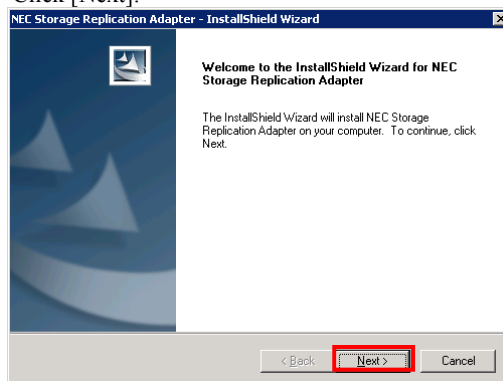 Click [Next].
NEC Storage Replication Adapter - InstallShield Wizard
Welcome to the InstallShield Wizard for NEC
Storage Replication Adapter
The InstallShield Wizard will install NEC Storage
Replication Adapter on your computer. To continue, click
Next.
< Back
Next >
Cancel